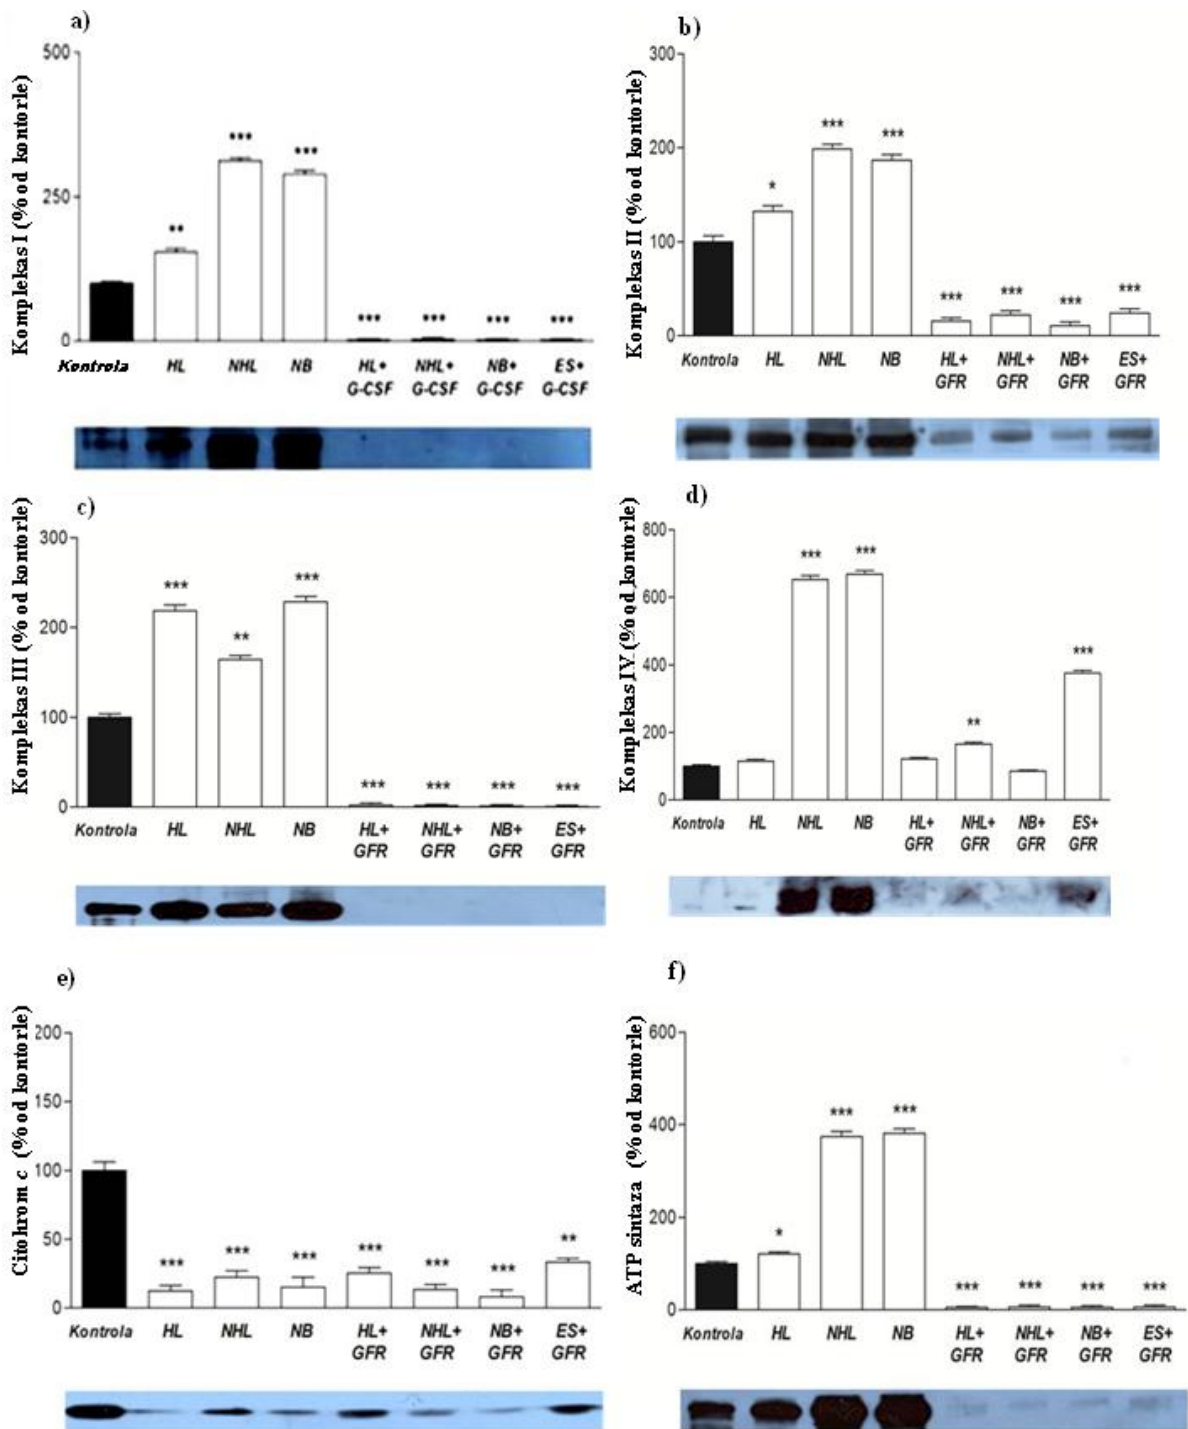 a)
Komplekas I (% od kontorle)
500
250
0
** *** *** *** *** *** ***
Kontrola HL NHL NB HL+ NHL+ NB+ ES+
G-CSF G-CSF G-CSF G-CSF
b)
Komplekas II (% od kontorle)
300
200
100
0
* *** *** *** *** *** ***
Kontrola HL NHL NB HL+ NHL+ NB+ ES+
GFR GFR GFR GFR
c)
Komplekas III (% od kontorle)
300
200
100
0
*** ** *** *** *** *** ***
Kontrola HL NHL NB HL+ NHL+ NB+ ES+
GFR GFR GFR GFR
d)
Komplekas IV (% od kontorle)
800
600
400
200
0
*** *** ** ***
Kontrola HL NHL NB HL+ NHL+ NB+ ES+
GFR GFR GFR GFR
e)
Citohrom c (% od kontorle)
200
150
100
50
0
*** *** *** *** *** *** **
Kontrola HL NHL NB HL+ NHL+ NB+ ES+
GFR GFR GFR GFR
f)
ATP sintaza (% od kontorle)
600
400
200
0
* *** *** *** *** *** ***
Kontrola HL NHL NB HL+ NHL+ NB+ ES+
GFR GFR GFR GFR